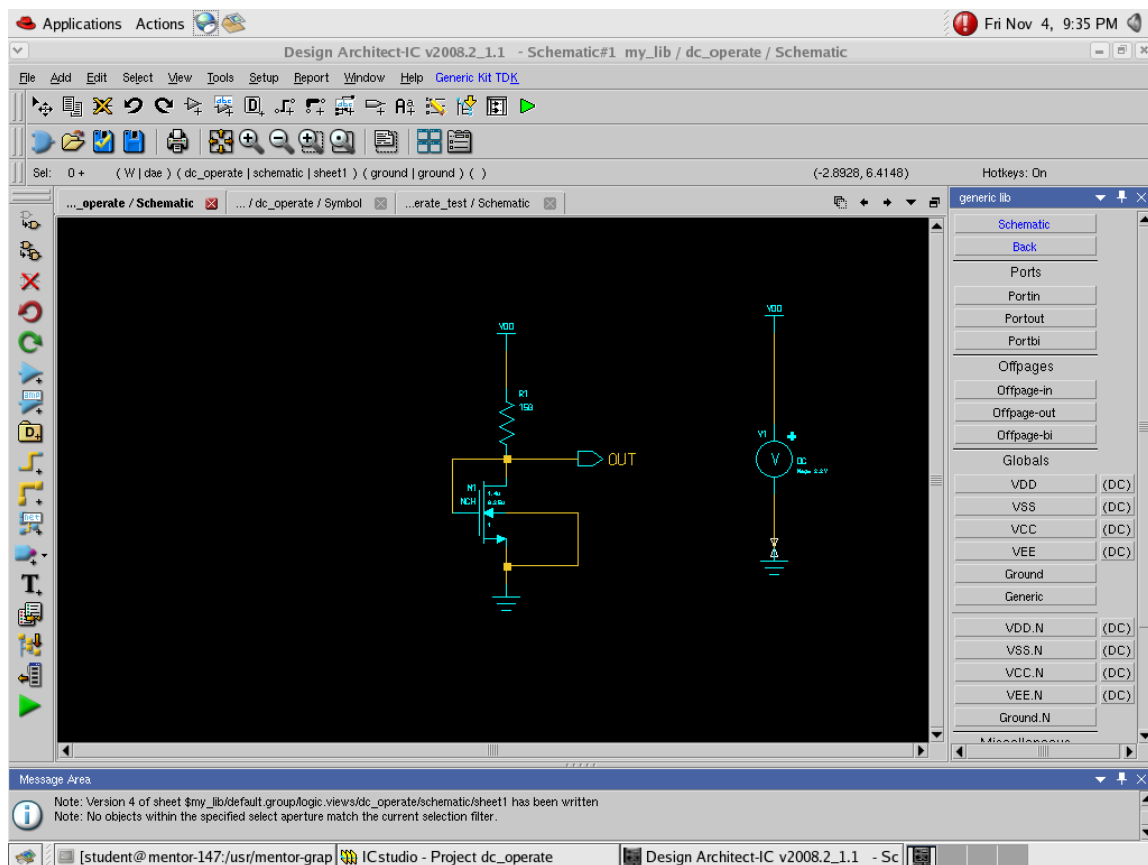 Applications Actions
Fri Nov 4, 9:35 PM
Design Architect-IC v2008.2_1.1 - Schematic#1 my_lib / dc_operate / Schematic
File Add Edit Select View Tools Setup Report Window Help Generic Kit TDK
Sel: 0 + ( W | dae ) ( dc_operate | schematic | sheet1 ) ( ground | ground ) ( ) (-2.8928, 6.4148) Hotkeys: On
..._operate / Schematic
... / dc_operate / Symbol
...erate_test / Schematic
generic lib
Schematic
Back
Ports
Portin
Portout
Portbi
Offpages
Offpage-in
Offpage-out
Offpage-bi
Globals
VDD (DC)
VSS (DC)
VCC (DC)
VEE (DC)
Ground
Generic
VDD.N (DC)
VSS.N (DC)
VCC.N (DC)
VEE.N (DC)
Ground.N
VDD
R1
OUT
N1
NCH
1
VDD
V1
V
DC
T
Message Area
Note: Version 4 of sheet $my_lib/default.group/logic.views/dc_operate/schematic/sheet1 has been written
Note: No objects within the specified select aperture match the current selection filter.
[student@mentor-147:/usr/mentor-grap
ICstudio - Project dc_operate
Design Architect-IC v2008.2_1.1 - Sc